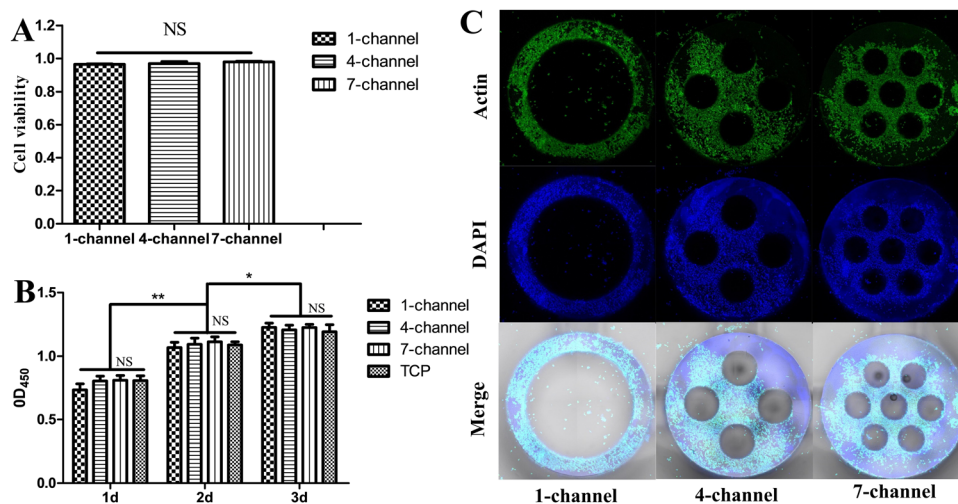 A
NS
1-channel
4-channel
7-channel
Cell viability
1.2
1.0
0.8
0.6
0.4
0.2
0.0
1-channel 4-channel 7-channel
B
**
*
NS
NS
NS
1-channel
4-channel
7-channel
TCP
0D450
1.5
1.0
0.5
0.0
1d 2d 3d
C
Actin
DAPI
Merge
1-channel 4-channel 7-channel